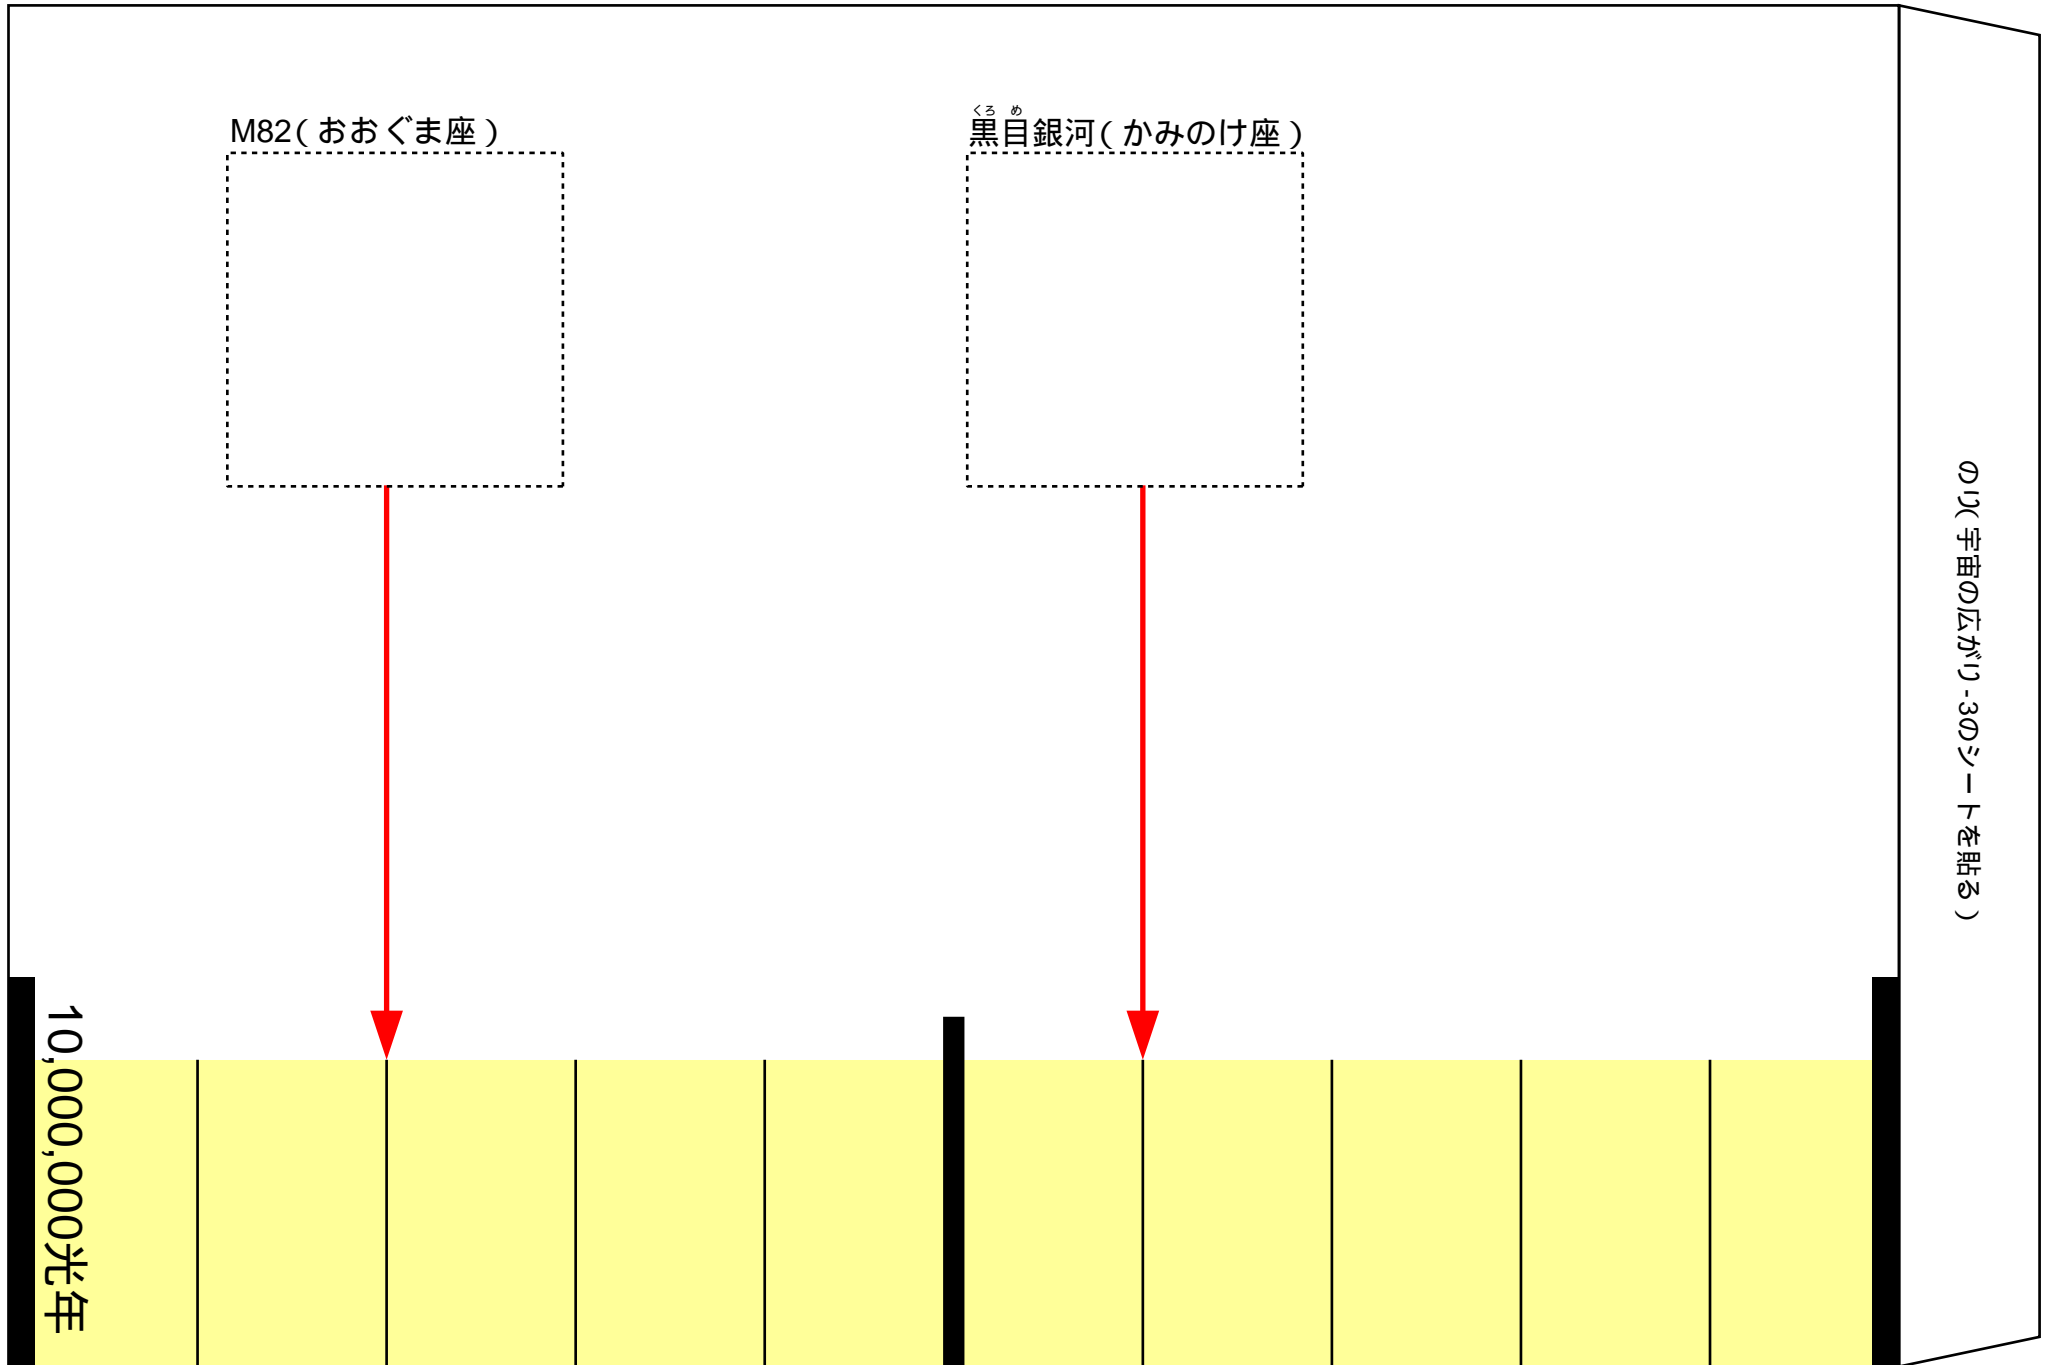 M82(おおぐま座)
くろ め
黒目銀河(かみのけ座)
のり(宇宙の広がり-3のシートを貼る)
10,000,000光年